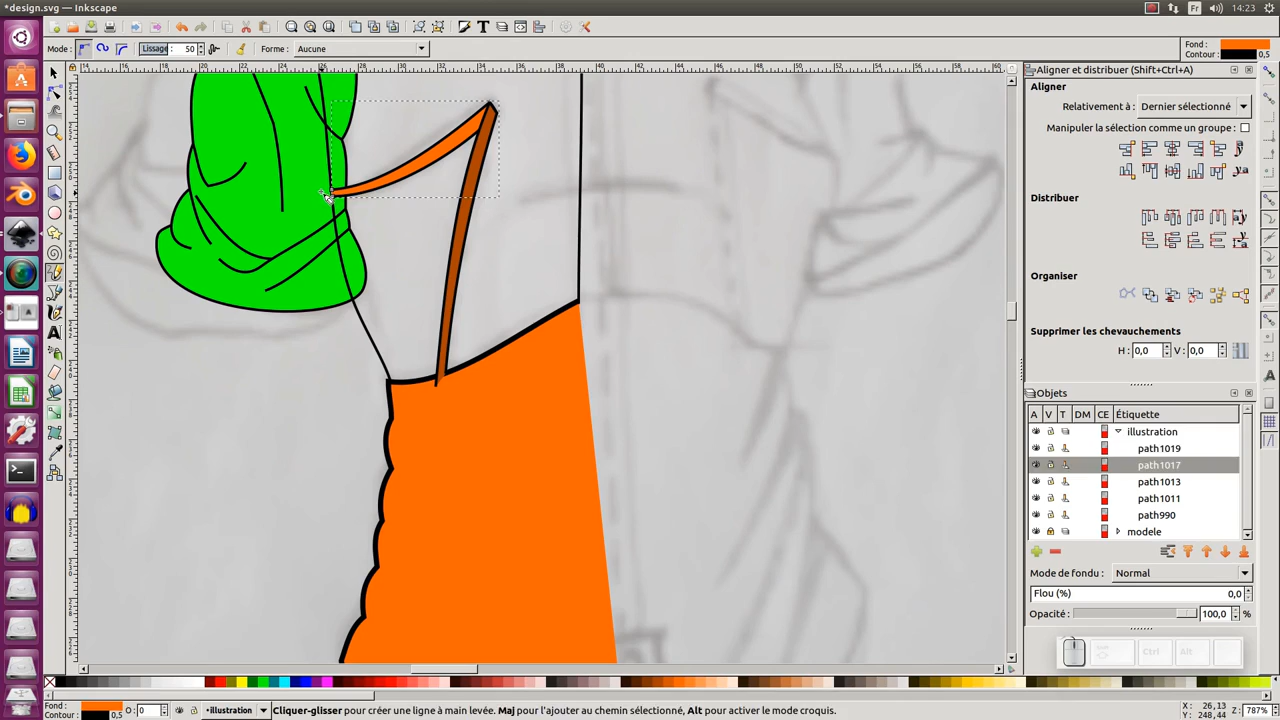 *design.svg - Inkscape
Fr
14:23
Mode :
Lissage : 50
Forme : Aucune
Fond :
Contour : 0,5
Aligner et distribuer (Shift+Ctrl+A)
Aligner
Relativement à : Dernier sélectionné
Manipuler la sélection comme un groupe :
Distribuer
Organiser
Supprimer les chevauchements
H : 0,0 V : 0,0
Objets
A V T DM CE Étiquette
illustration
path1019
path1017
path1013
path1011
path990
modele
Mode de fondu : Normal
Flou (%) 0,0
Opacité : 100,0 %
Ctrl Alt
Fond :
Contour : 0,5
O : 0
•illustration
Cliquer-glisser pour créer une ligne à main levée. Maj pour l'ajouter au chemin sélectionné, Alt pour activer le mode croquis.
X : 26,13
Y : 248,44
Z : 787%